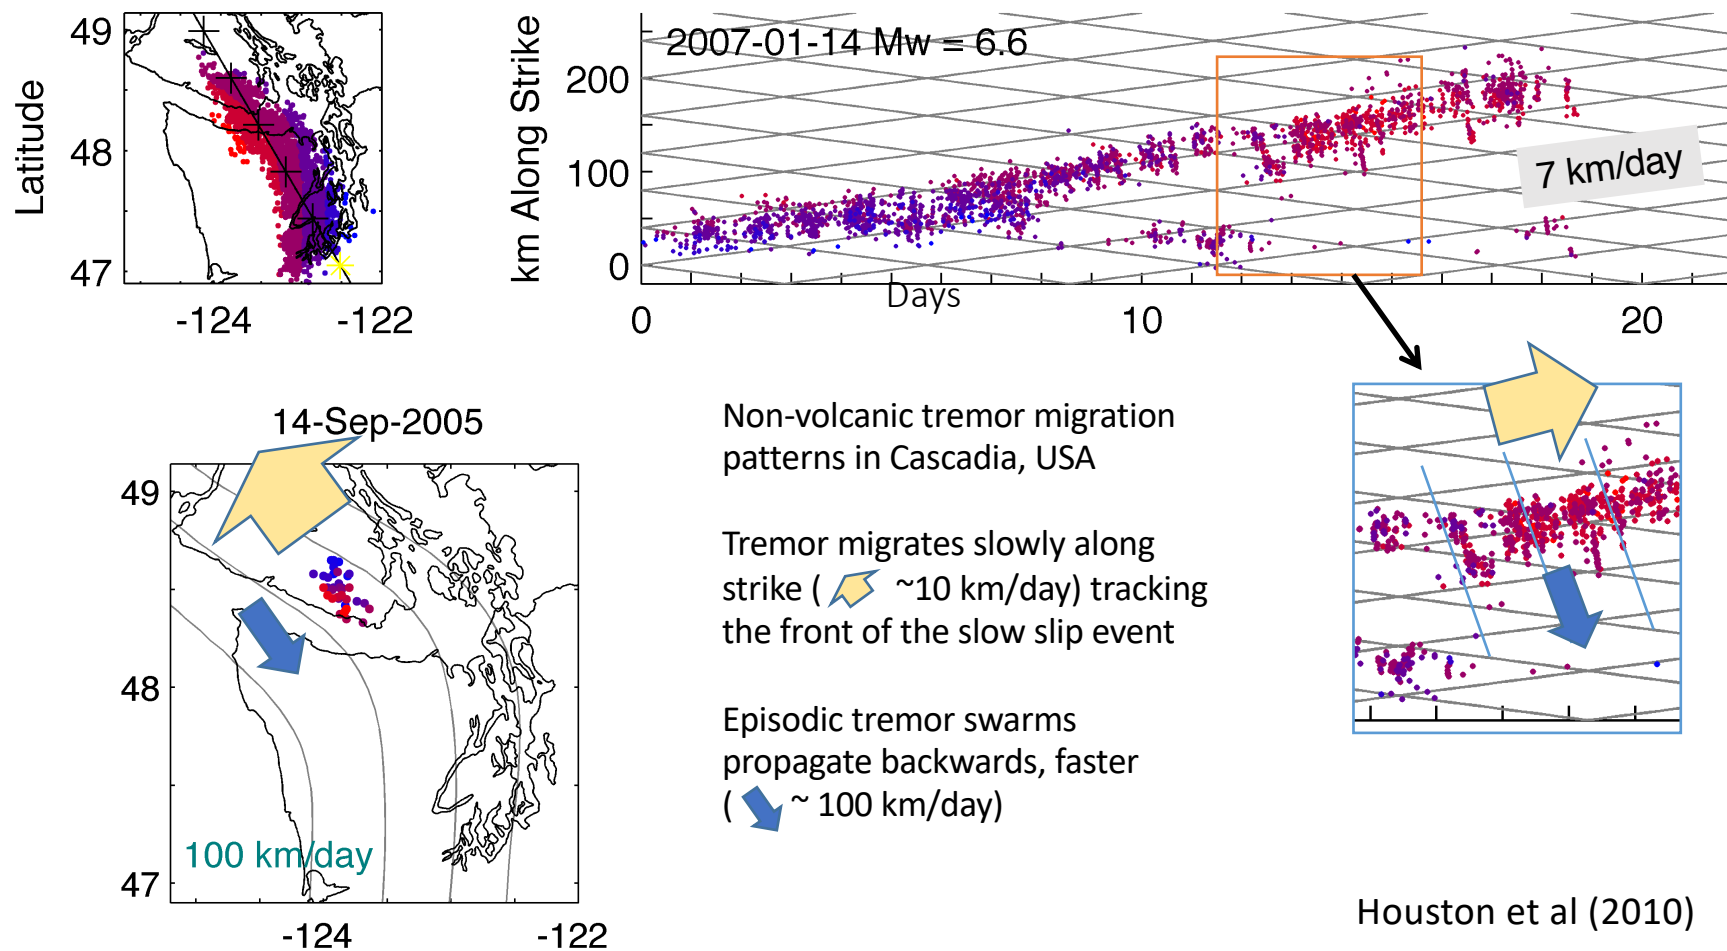 Latitude
49
48
47
-124
-122
km Along Strike
200
100
0
2007-01-14 Mw = 6.6
7 km/day
Days
0
10
20
14-Sep-2005
49
48
47
100 km/day
-124
-122
Non-volcanic tremor migration
patterns in Cascadia, USA
Tremor migrates slowly along
strike ( ~10 km/day) tracking
the front of the slow slip event
Episodic tremor swarms
propagate backwards, faster
( ~ 100 km/day)
Houston et al (2010)